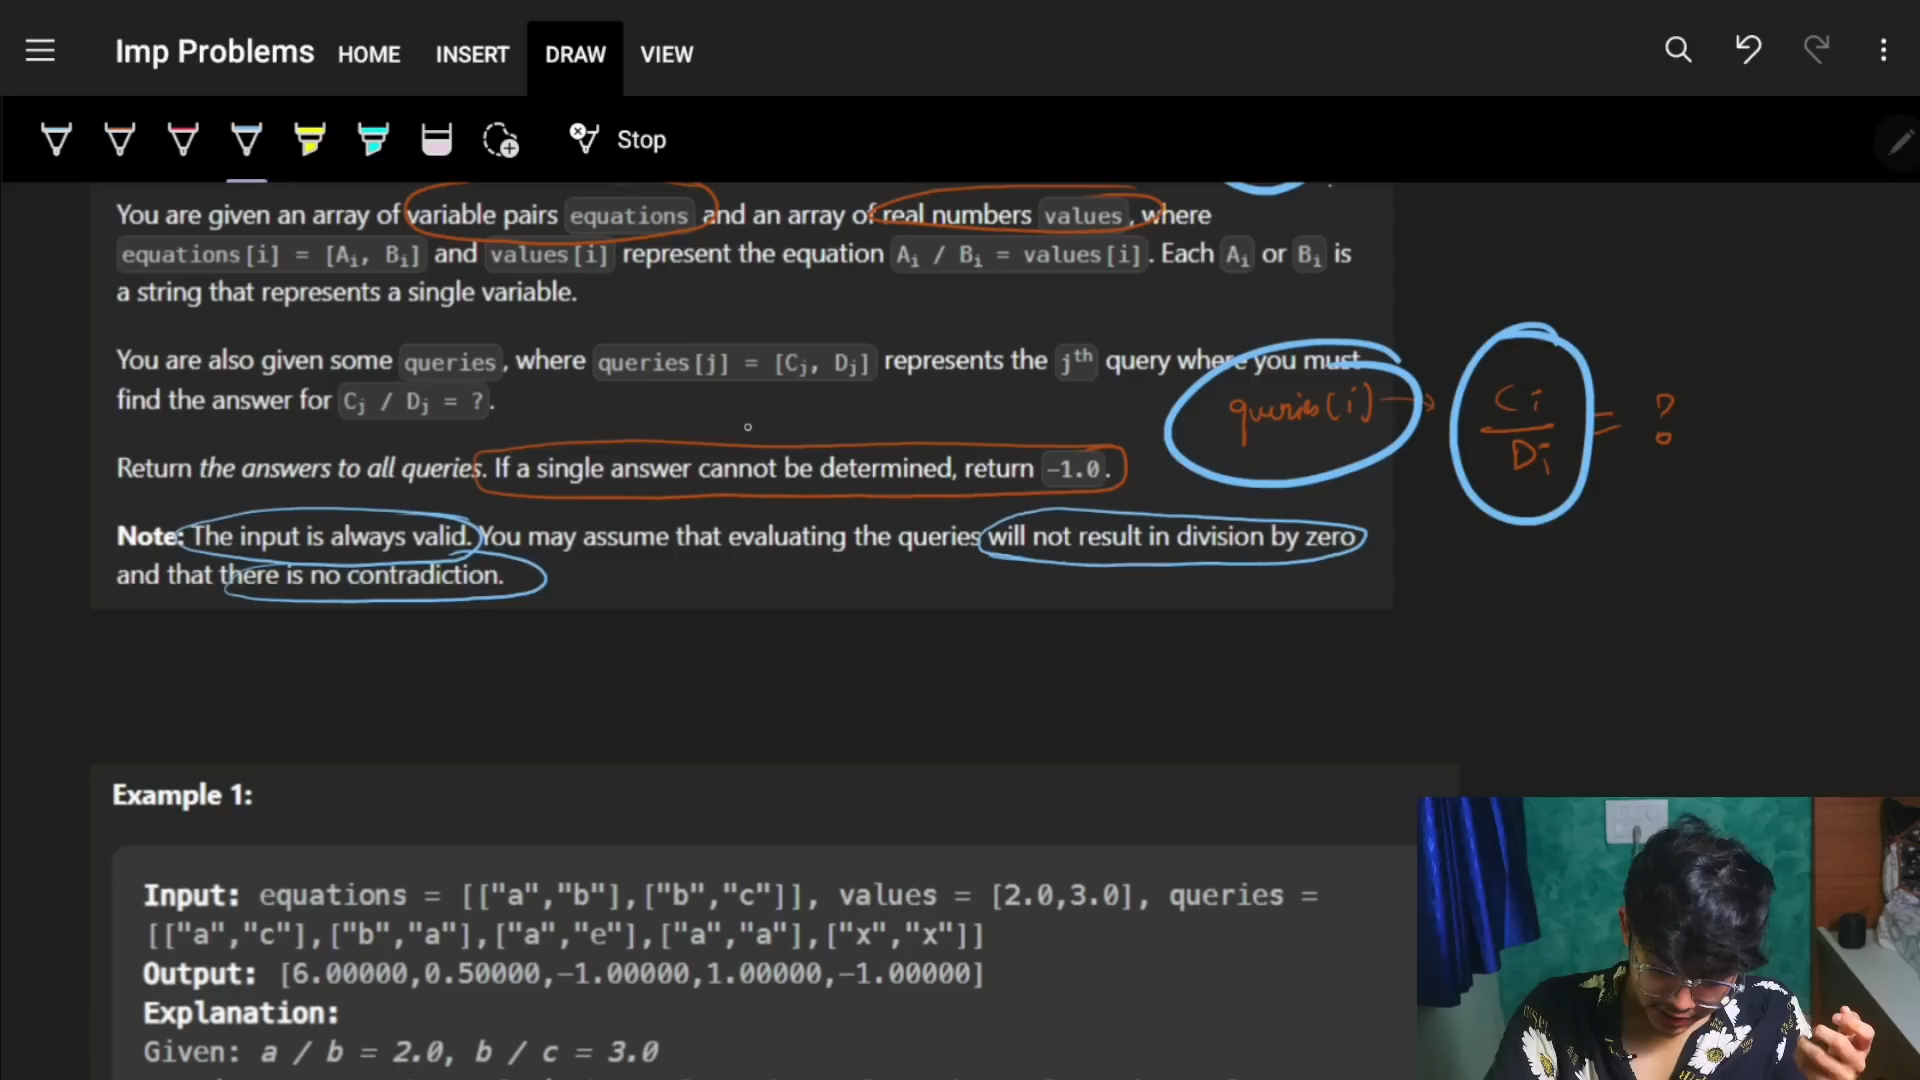 Imp Problems HOME INSERT DRAW VIEW
Stop
You are given an array of variable pairs equations and an array of real numbers values, where
equations[i] = [Aᵢ, Bᵢ] and values[i] represent the equation Aᵢ / Bᵢ = values[i]. Each Aᵢ or Bᵢ is
a string that represents a single variable.
You are also given some queries, where queries[j] = [Cⱼ, Dⱼ] represents the jᵗʰ query where you must
find the answer for Cⱼ / Dⱼ = ?.
queries(i) → Ci / Di = ?
Return the answers to all queries. If a single answer cannot be determined, return -1.0.
Note: The input is always valid. You may assume that evaluating the queries will not result in division by zero
and that there is no contradiction.
Example 1:
Input: equations = [["a","b"],["b","c"]], values = [2.0,3.0], queries =
[["a","c"],["b","a"],["a","e"],["a","a"],["x","x"]]
Output: [6.00000,0.50000,-1.00000,1.00000,-1.00000]
Explanation:
Given: a / b = 2.0, b / c = 3.0